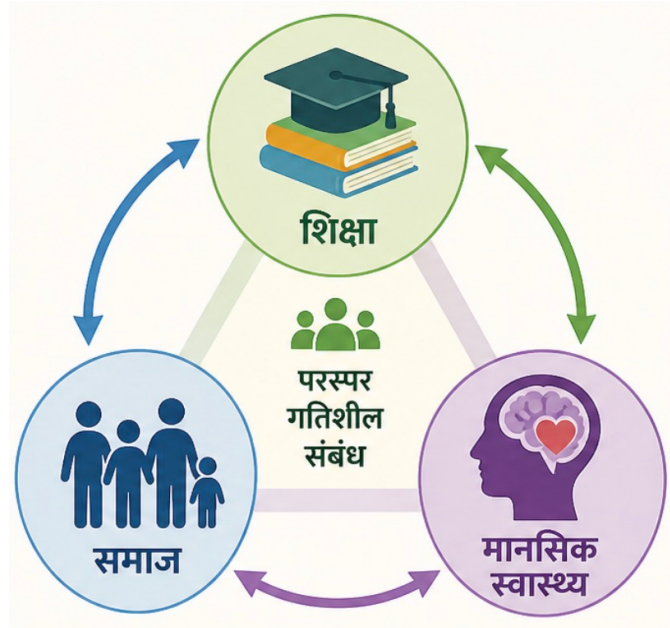 शिक्षा
परस्पर
गतिशील
संबंध
समाज
मानसिक
स्वास्थ्य